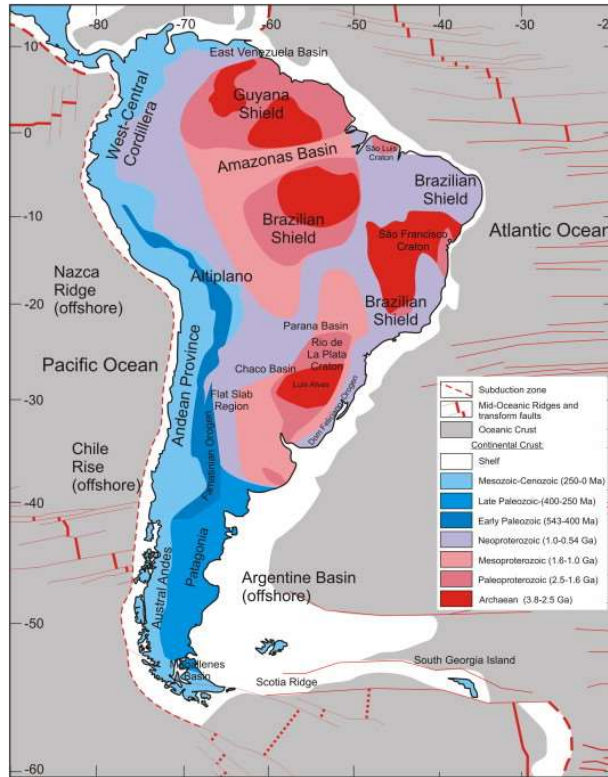 -80
-70
-60
-50
-40
-30
-20
10
0
-10
-20
-30
-40
-50
-60
East Venezuela Basin
West-Central
Cordillera
Guyana
Shield
Amazonas Basin
São Luis
Craton
Brazilian
Shield
Brazilian
Shield
São Francisco
Craton
Atlantic Ocean
Nazca
Ridge
(offshore)
Altiplano
Brazilian
Shield
Parana Basin
Rio de
La Plata
Craton
Pacific Ocean
Andean Province
Chaco Basin
Luis Alves
Flat Slab
Region
Dom Feliciano Orogen
Chile
Rise
(offshore)
Austral Andes
Patagonia
Argentine Basin
(offshore)
South Georgia Island
Scotia Ridge
Subduction zone
Mid-Oceanic Ridges and
transform faults
Oceanic Crust
Continental Crust:
Shelf
Mesozoic-Cenozoic (250-0 Ma)
Late Paleozoic-(400-250 Ma)
Early Paleozoic (543-400 Ma)
Neoproterozoic (1.0-0.54 Ga)
Mesoproterozoic (1.6-1.0 Ga)
Paleoproterozoic (2.5-1.6 Ga)
Archaean (3.8-2.5 Ga)